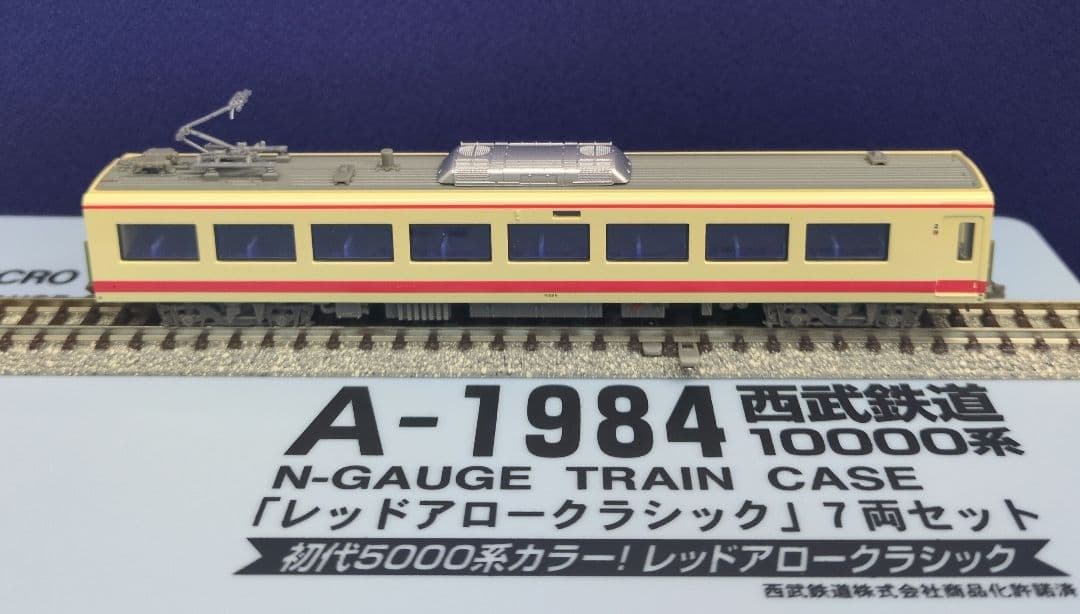 CRO
A-1984 西武鉄道 10000系
N-GAUGE TRAIN CASE
「レッドアロークラシック」7両セット
初代5000系カラー! レッドアロークラシック
西武鉄道株式会社商品化許諾済